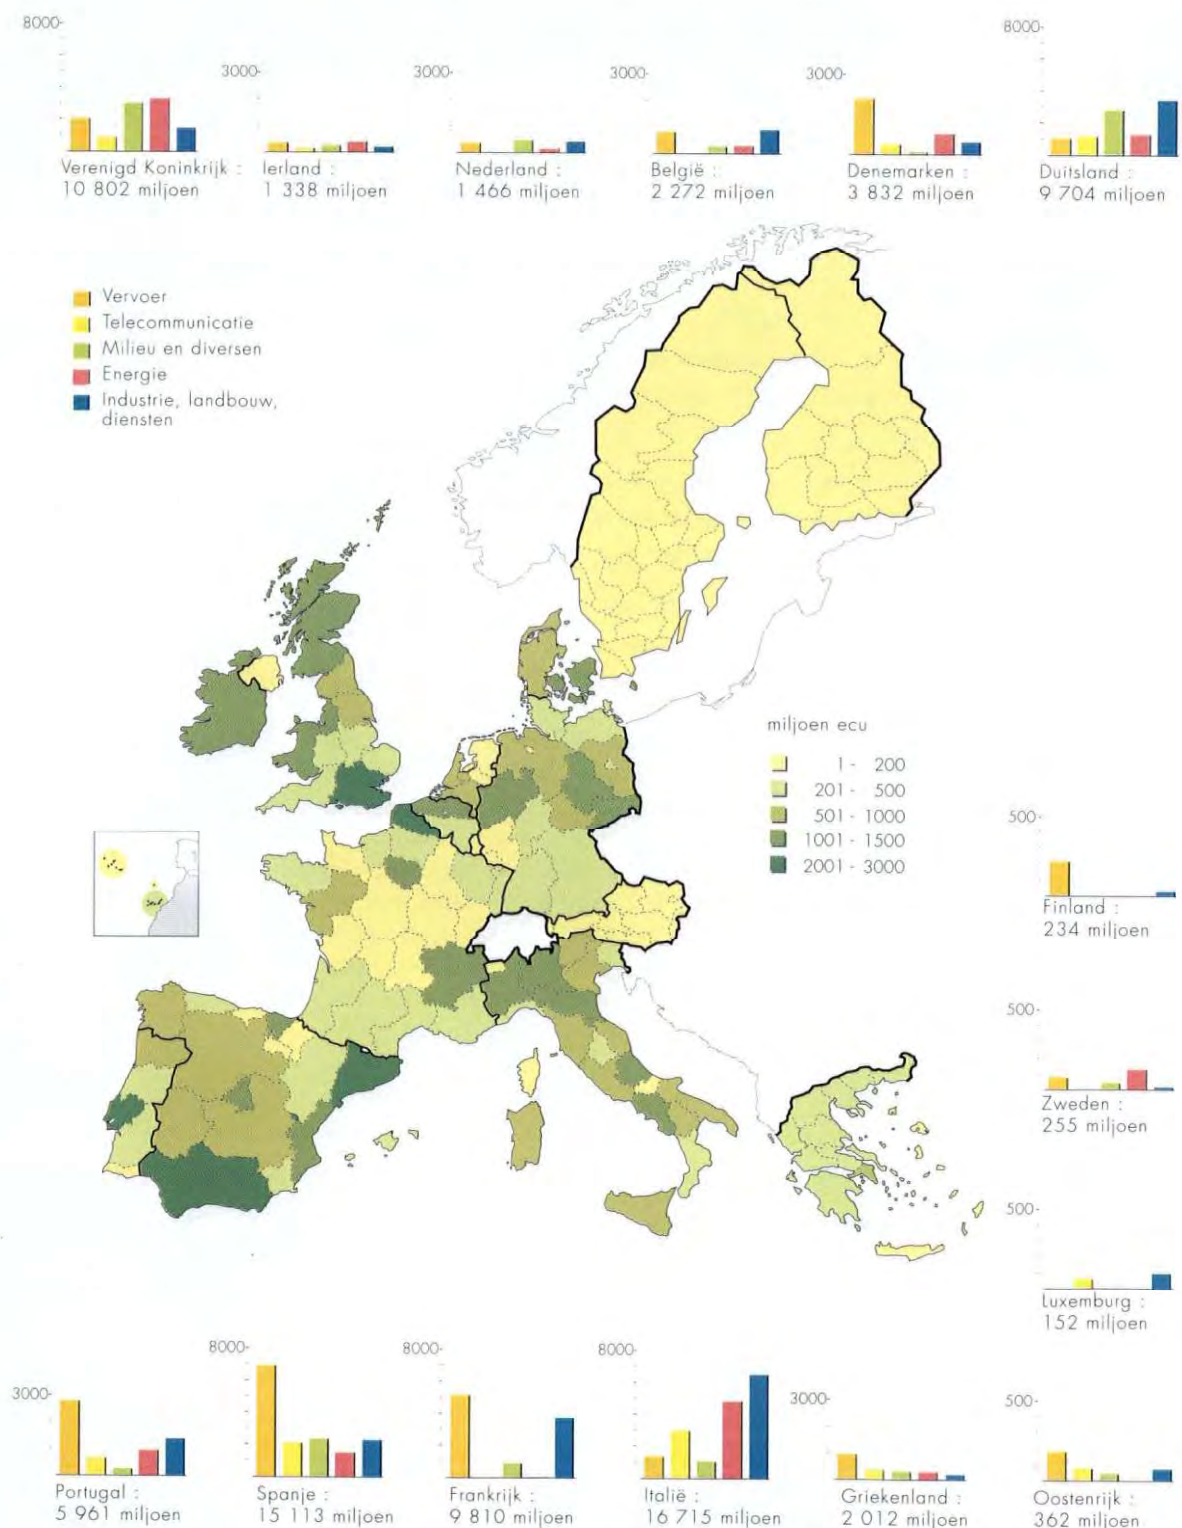 8000-
3000-
3000-
3000-
3000-
8000-
Verenigd Koninkrijk :
10 802 miljoen
Ierland :
1 338 miljoen
Nederland :
1 466 miljoen
België :
2 272 miljoen
Denemarken :
3 832 miljoen
Duitsland :
9 704 miljoen
Vervoer
Telecommunicatie
Milieu en diversen
Energie
Industrie, landbouw,
diensten
miljoen ecu
1 - 200
201 - 500
501 - 1000
1001 - 1500
2001 - 3000
500-
Finland :
234 miljoen
500-
Zweden :
255 miljoen
500-
Luxemburg :
152 miljoen
3000-
8000-
8000-
8000-
3000-
500-
Portugal :
5 961 miljoen
Spanje :
15 113 miljoen
Frankrijk :
9 810 miljoen
Italië :
16 715 miljoen
Griekenland :
2 012 miljoen
Oostenrijk :
362 miljoen